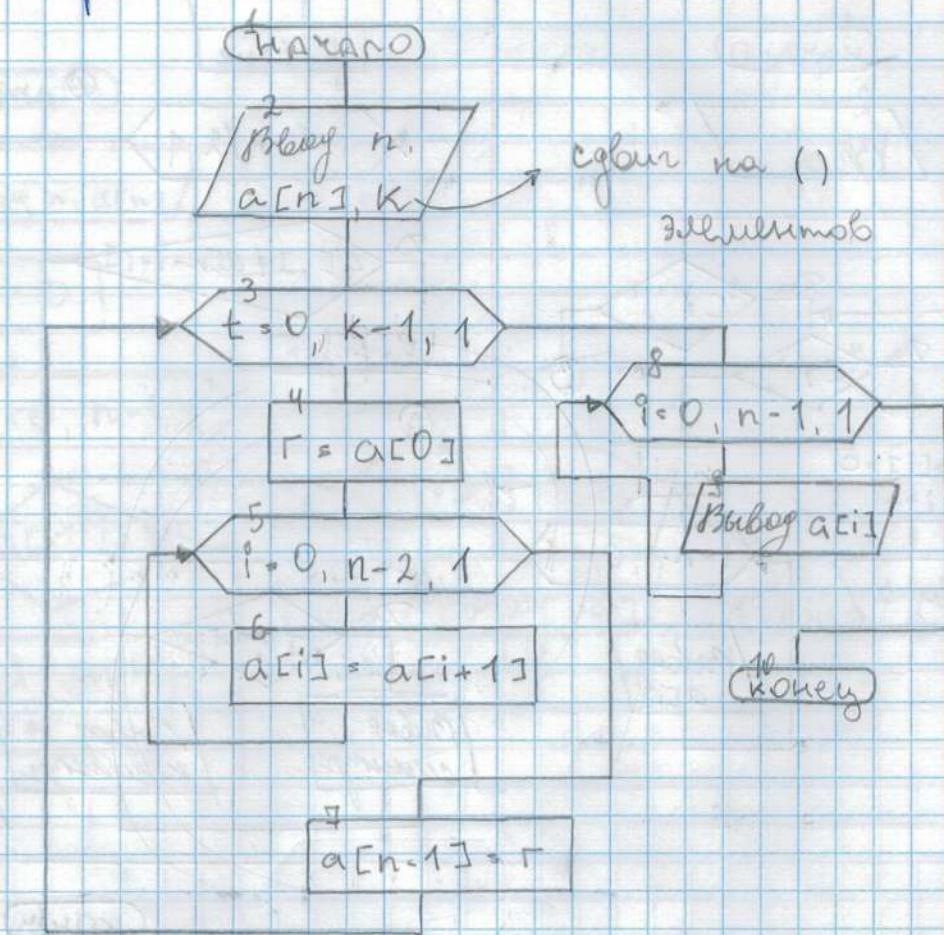 1
НАЧАЛО
2
Ввод n,
a[n], k
сдвиг на ()
элементов
3
t = 0, k-1, 1
4
r = a[0]
5
i = 0, n-2, 1
6
a[i] = a[i+1]
7
a[n-1] = r
8
i = 0, n-1, 1
9
Вывод a[i]
10
конец